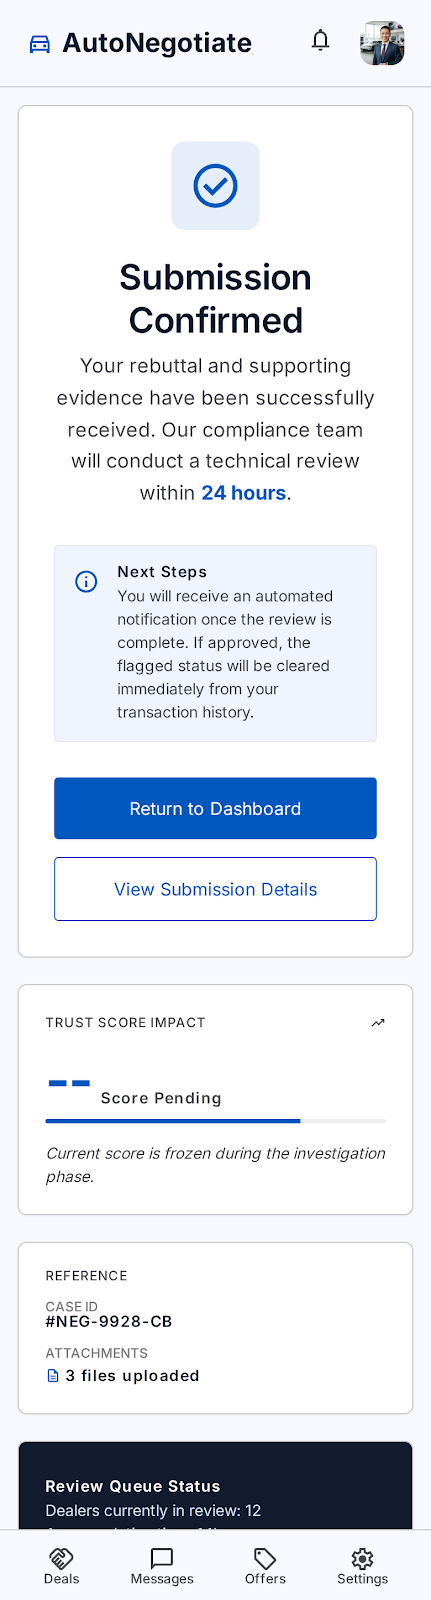 AutoNegotiate
Submission
Confirmed
Your rebuttal and supporting
evidence have been successfully
received. Our compliance team
will conduct a technical review
within 24 hours.
Next Steps
You will receive an automated
notification once the review is
complete. If approved, the
flagged status will be cleared
immediately from your
transaction history.
Return to Dashboard
View Submission Details
TRUST SCORE IMPACT
-- Score Pending
Current score is frozen during the investigation
phase.
REFERENCE
CASE ID
#NEG-9928-CB
ATTACHMENTS
3 files uploaded
Review Queue Status
Dealers currently in review: 12
Deals
Messages
Offers
Settings